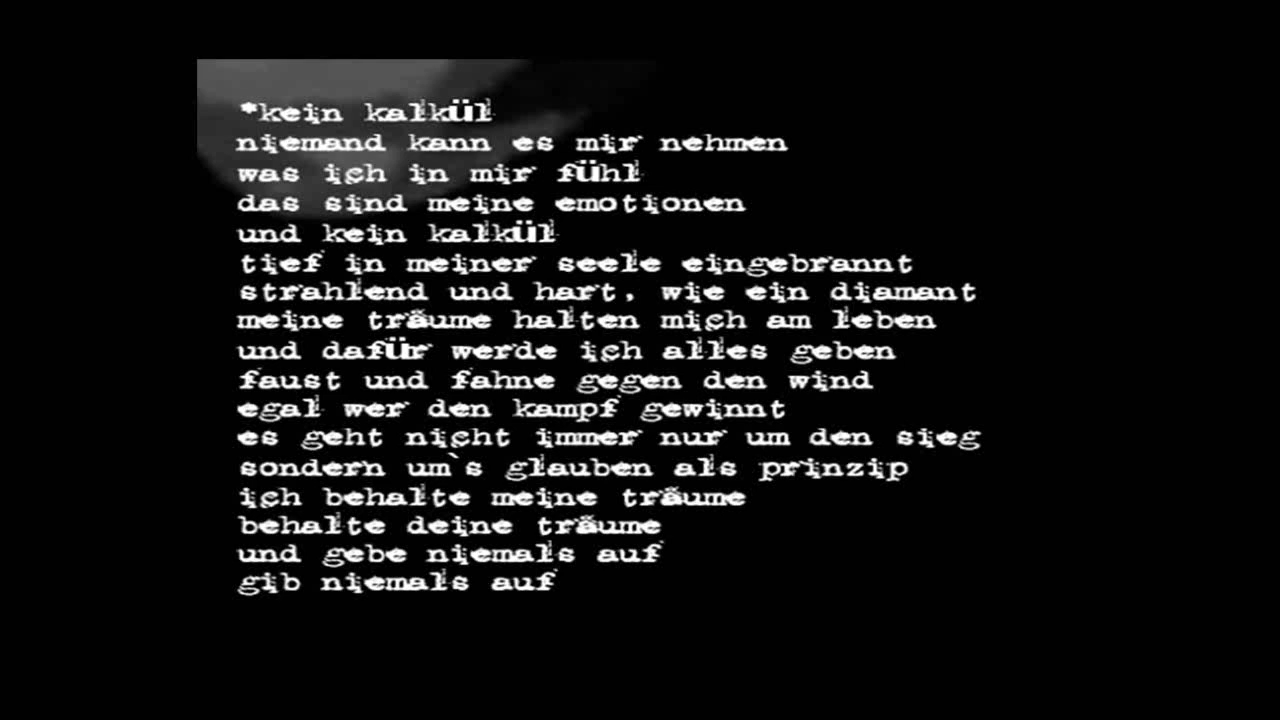 *kein kalkül
niemand kann es mir nehmen
was ich in mir fühl
das sind meine emotionen
und kein kalkül
tief in meiner seele eingebrannt
strahlend und hart, wie ein diamant
meine träume halten mich am leben
und dafür werde ich alles geben
faust und fahne gegen den wind
egal wer den kampf gewinnt
es geht nicht immer nur um den sieg
sondern um`s glauben als prinzip
ich behalte meine träume
behalte deine träume
und gebe niemals auf
gib niemals auf